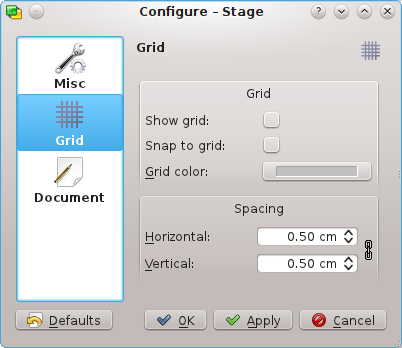 Configure – Stage
Misc
Grid
Document
Grid
Grid
Show grid:
Snap to grid:
Grid color:
Spacing
Horizontal: 0.50 cm
Vertical: 0.50 cm
Defaults OK Apply Cancel